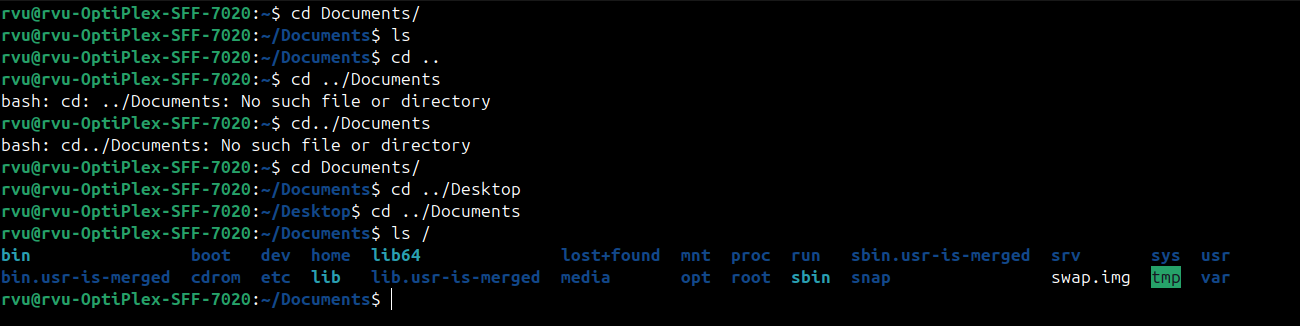 rvu@rvu-OptiPlex-SFF-7020:~$ cd Documents/
rvu@rvu-OptiPlex-SFF-7020:~/Documents$ ls
rvu@rvu-OptiPlex-SFF-7020:~/Documents$ cd ..
rvu@rvu-OptiPlex-SFF-7020:~$ cd ../Documents
bash: cd: ../Documents: No such file or directory
rvu@rvu-OptiPlex-SFF-7020:~$ cd../Documents
bash: cd../Documents: No such file or directory
rvu@rvu-OptiPlex-SFF-7020:~$ cd Documents/
rvu@rvu-OptiPlex-SFF-7020:~/Documents$ cd ../Desktop
rvu@rvu-OptiPlex-SFF-7020:~/Desktop$ cd ../Documents
rvu@rvu-OptiPlex-SFF-7020:~/Documents$ ls /
bin                boot   dev  home  lib64              lost+found  mnt  proc  run   sbin.usr-is-merged  srv       sys  usr
bin.usr-is-merged  cdrom  etc  lib   lib.usr-is-merged  media       opt  root  sbin  snap                swap.img  tmp  var
rvu@rvu-OptiPlex-SFF-7020:~/Documents$